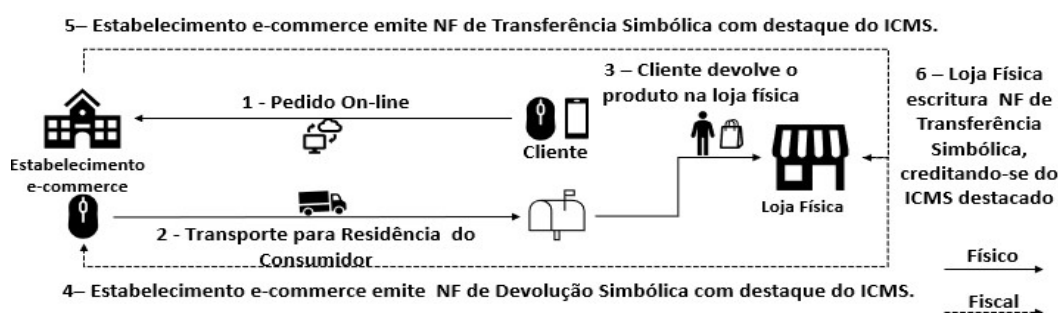 5– Estabelecimento e-commerce emite NF de Transferência Simbólica com destaque do ICMS.
1 - Pedido On-line
3 – Cliente devolve o
produto na loja física
6 – Loja Física
escritura NF de
Transferência
Simbólica,
creditando-se do
ICMS destacado
Estabelecimento
e-commerce
Cliente
Loja Física
2 - Transporte para Residência do
Consumidor
4– Estabelecimento e-commerce emite NF de Devolução Simbólica com destaque do ICMS.
Físico
Fiscal